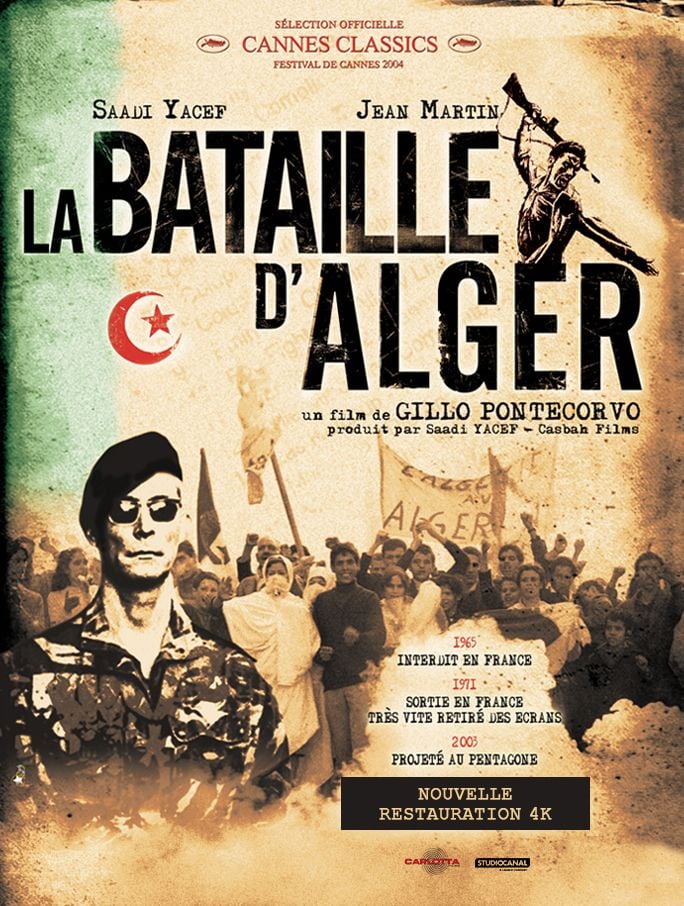 SÉLECTION OFFICIELLE
CANNES CLASSICS
FESTIVAL DE CANNES 2004
SAADI YACEF JEAN MARTIN
LA BATAILLE
D'ALGER
un film de GILLO PONTECORVO
produit par Saadi YACEF - Casbah Films
ALGER
1965
INTERDIT EN FRANCE
1971
SORTIE EN FRANCE
TRÈS VITE RETIRÉ DES ECRANS
2003
PROJETÉ AU PENTAGONE
NOUVELLE
RESTAURATION 4K
CARLOTTA
STUDIOCANAL